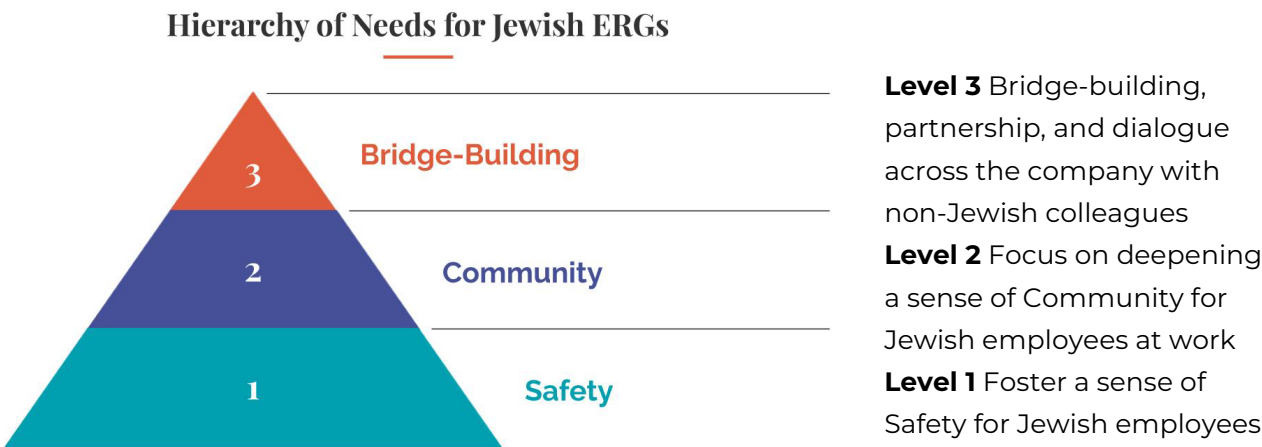 Hierarchy of Needs for Jewish ERGs
3
Bridge-Building
2
Community
1
Safety
Level 3 Bridge-building,
partnership, and dialogue
across the company with
non-Jewish colleagues
Level 2 Focus on deepening
a sense of Community for
Jewish employees at work
Level 1 Foster a sense of
Safety for Jewish employees